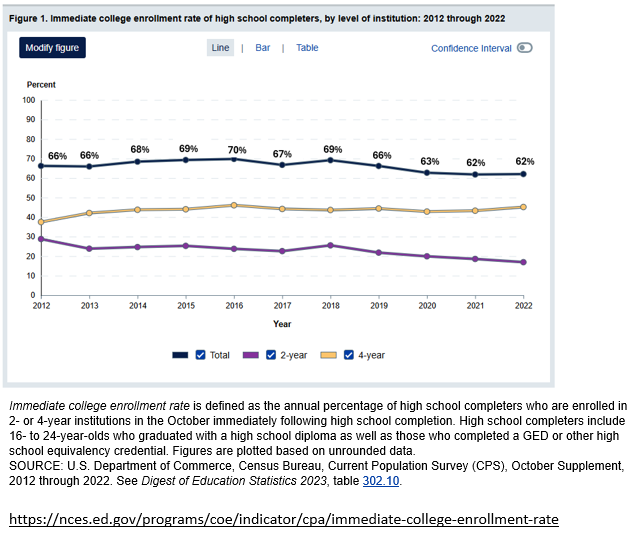 Figure 1. Immediate college enrollment rate of high school completers, by level of institution: 2012 through 2022
Modify figure
Line | Bar | Table
Confidence Interval
Percent
100
90
80
70
60
50
40
30
20
10
0
66% 66% 68% 69% 70% 67% 69% 66% 63% 62% 62%
2012 2013 2014 2015 2016 2017 2018 2019 2020 2021 2022
Year
Total 2-year 4-year
Immediate college enrollment rate is defined as the annual percentage of high school completers who are enrolled in
2- or 4-year institutions in the October immediately following high school completion. High school completers include
16- to 24-year-olds who graduated with a high school diploma as well as those who completed a GED or other high
school equivalency credential. Figures are plotted based on unrounded data.
SOURCE: U.S. Department of Commerce, Census Bureau, Current Population Survey (CPS), October Supplement,
2012 through 2022. See Digest of Education Statistics 2023, table 302.10.
https://nces.ed.gov/programs/coe/indicator/cpa/immediate-college-enrollment-rate